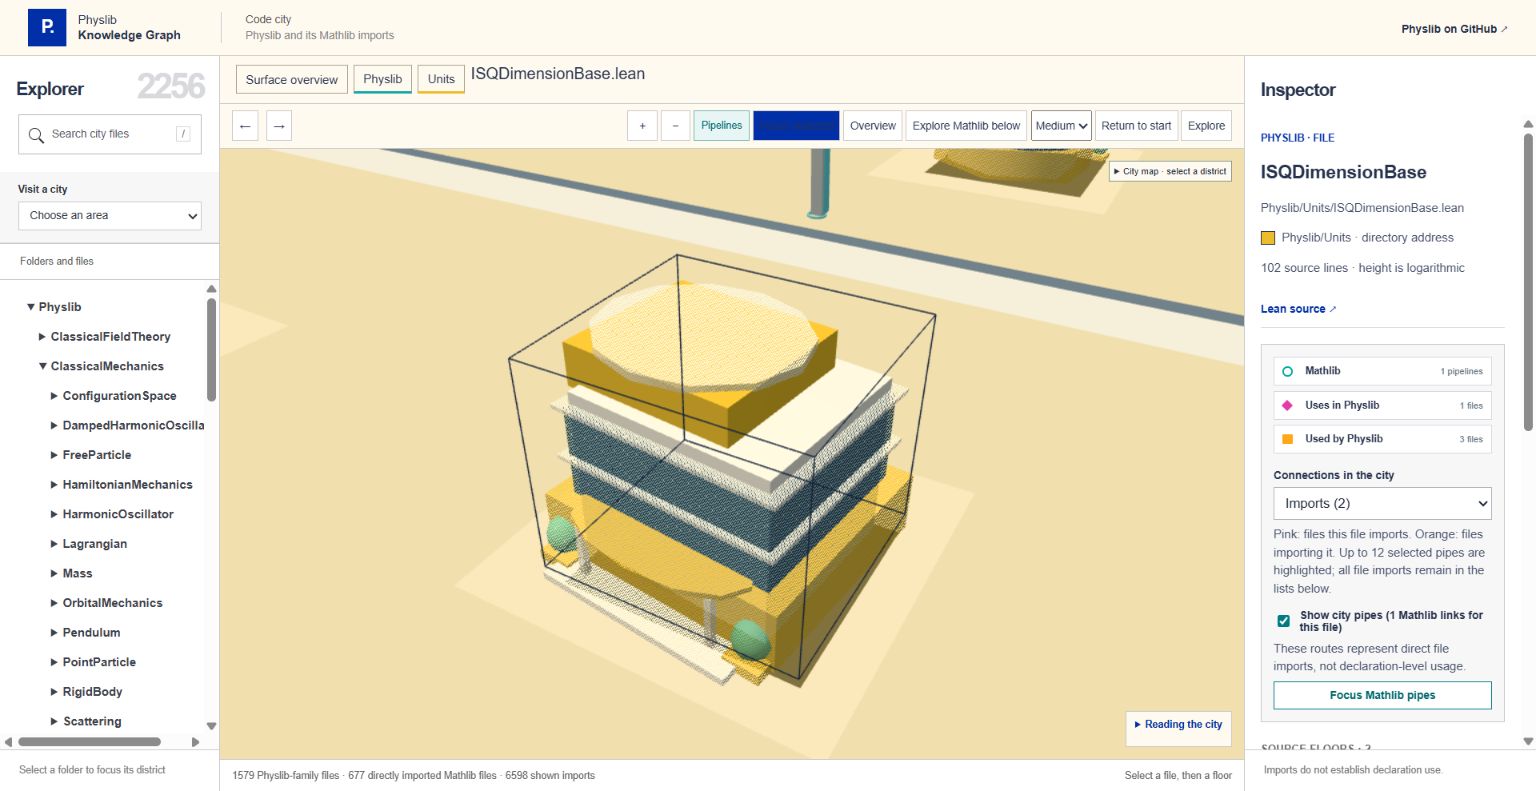 P.
Physlib
Knowledge Graph
Code city
Physlib and its Mathlib imports
Physlib on GitHub ↗
Explorer
2256
Search city files
/
Visit a city
Choose an area
Folders and files
▼ Physlib
▶ ClassicalFieldTheory
▼ ClassicalMechanics
▶ ConfigurationSpace
▶ DampedHarmonicOscilla
▶ FreeParticle
▶ HamiltonianMechanics
▶ HarmonicOscillator
▶ Lagrangian
▶ Mass
▶ OrbitalMechanics
▶ Pendulum
▶ PointParticle
▶ RigidBody
▶ Scattering
Select a folder to focus its district
Surface overview
Physlib
Units
ISQDimensionBase.lean
←
→
+
−
Pipelines
Overview
Explore Mathlib below
Medium
Return to start
Explore
▶ City map · select a district
▶ Reading the city
1579 Physlib-family files · 677 directly imported Mathlib files · 6598 shown imports
Select a file, then a floor
Inspector
PHYSLIB · FILE
ISQDimensionBase
Physlib/Units/ISQDimensionBase.lean
Physlib/Units · directory address
102 source lines · height is logarithmic
Lean source ↗
Mathlib
1 pipelines
Uses in Physlib
1 files
Used by Physlib
3 files
Connections in the city
Imports (2)
Pink: files this file imports. Orange: files
importing it. Up to 12 selected pipes are
highlighted; all file imports remain in the
lists below.
Show city pipes (1 Mathlib links for
this file)
These routes represent direct file
imports, not declaration-level usage.
Focus Mathlib pipes
Imports do not establish declaration use.